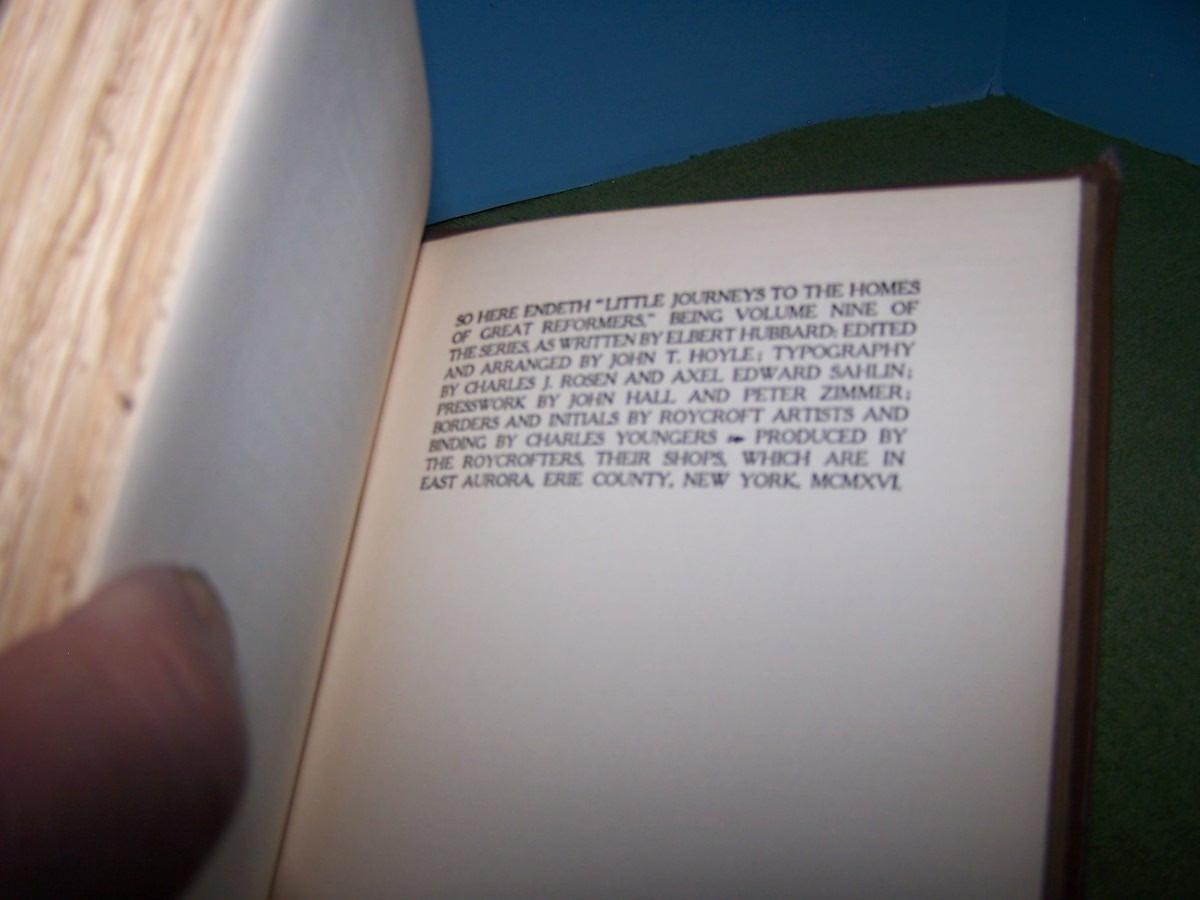 SO HERE ENDETH "LITTLE JOURNEYS TO THE HOMES
OF GREAT REFORMERS," BEING VOLUME NINE OF
THE SERIES, AS WRITTEN BY ELBERT HUBBARD: EDITED
AND ARRANGED BY JOHN T. HOYLE; TYPOGRAPHY
BY CHARLES J. ROSEN AND AXEL EDWARD SAHLIN;
PRESSWORK BY JOHN HALL AND PETER ZIMMER;
BORDERS AND INITIALS BY ROYCROFT ARTISTS AND
BINDING BY CHARLES YOUNGERS ❧ PRODUCED BY
THE ROYCROFTERS, THEIR SHOPS, WHICH ARE IN
EAST AURORA, ERIE COUNTY, NEW YORK, MCMXVI.